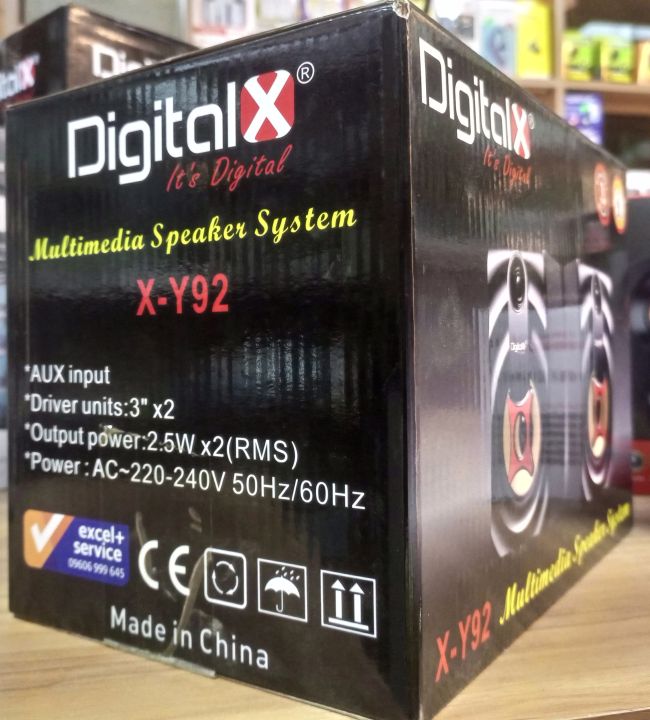 DigitalX®
It's Digital
Multimedia Speaker System
X-Y92
*AUX input
*Driver units:3" x2
*Output power:2.5W x2(RMS)
*Power : AC~220-240V 50Hz/60Hz
excel+
service
09606 999 645
CE
Made in China
DigitalX®
It's Digital
DigitalX
X-Y92 Multimedia Speaker System